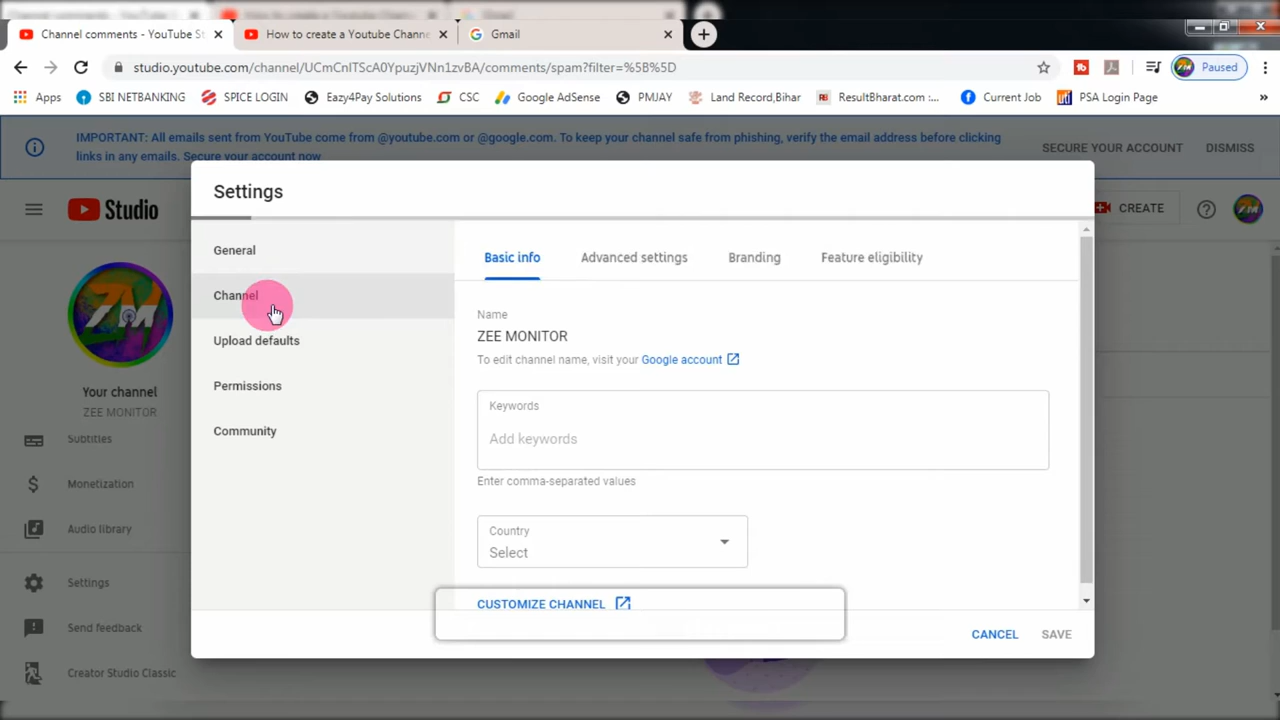 Channel comments - YouTube St
How to create a Youtube Channe
Gmail
studio.youtube.com/channel/UCmCnITScA0YpuzjVNn1zvBA/comments/spam?filter=%5B%5D
Paused
Apps
SBI NETBANKING
SPICE LOGIN
Eazy4Pay Solutions
CSC
Google AdSense
PMJAY
Land Record,Bihar
ResultBharat.com :...
Current Job
PSA Login Page
»
IMPORTANT: All emails sent from YouTube come from @youtube.com or @google.com. To keep your channel safe from phishing, verify the email address before clicking
links in any emails. Secure your account now
SECURE YOUR ACCOUNT
DISMISS
Studio
CREATE
ZM
Your channel
ZEE MONITOR
Subtitles
Monetization
Audio library
Settings
Send feedback
Creator Studio Classic
Settings
General
Channel
Upload defaults
Permissions
Community
Basic info
Advanced settings
Branding
Feature eligibility
Name
ZEE MONITOR
To edit channel name, visit your Google account
Keywords
Add keywords
Enter comma-separated values
Country
Select
CUSTOMIZE CHANNEL
CANCEL
SAVE